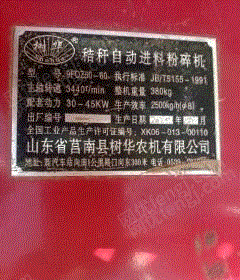 树华
秸秆自动进料粉碎机
型号 9FQZ60-60 执行标准 JB/T5155-1991
主轴转速 3440r/min 整机重量 380kg
配套动力 30-45KW 生产效率 2500kg/h(φ8)
出厂编号 生产日期
全国工业产品生产许可证编号：XK06-013-00110
山东省莒南县树华农机有限公司